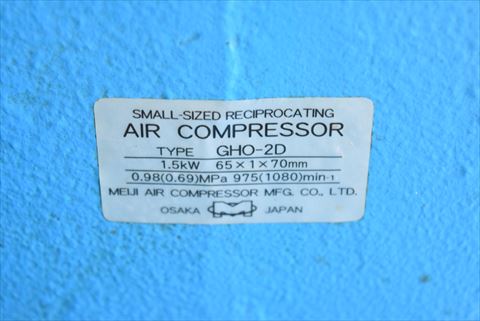 SMALL-SIZED RECIPROCATING
AIR COMPRESSOR
TYPE GHO-2D
1.5kW 65×1×70mm
0.98(0.69)MPa 975(1080)min-1
MEIJI AIR COMPRESSOR MFG. CO., LTD.
OSAKA JAPAN